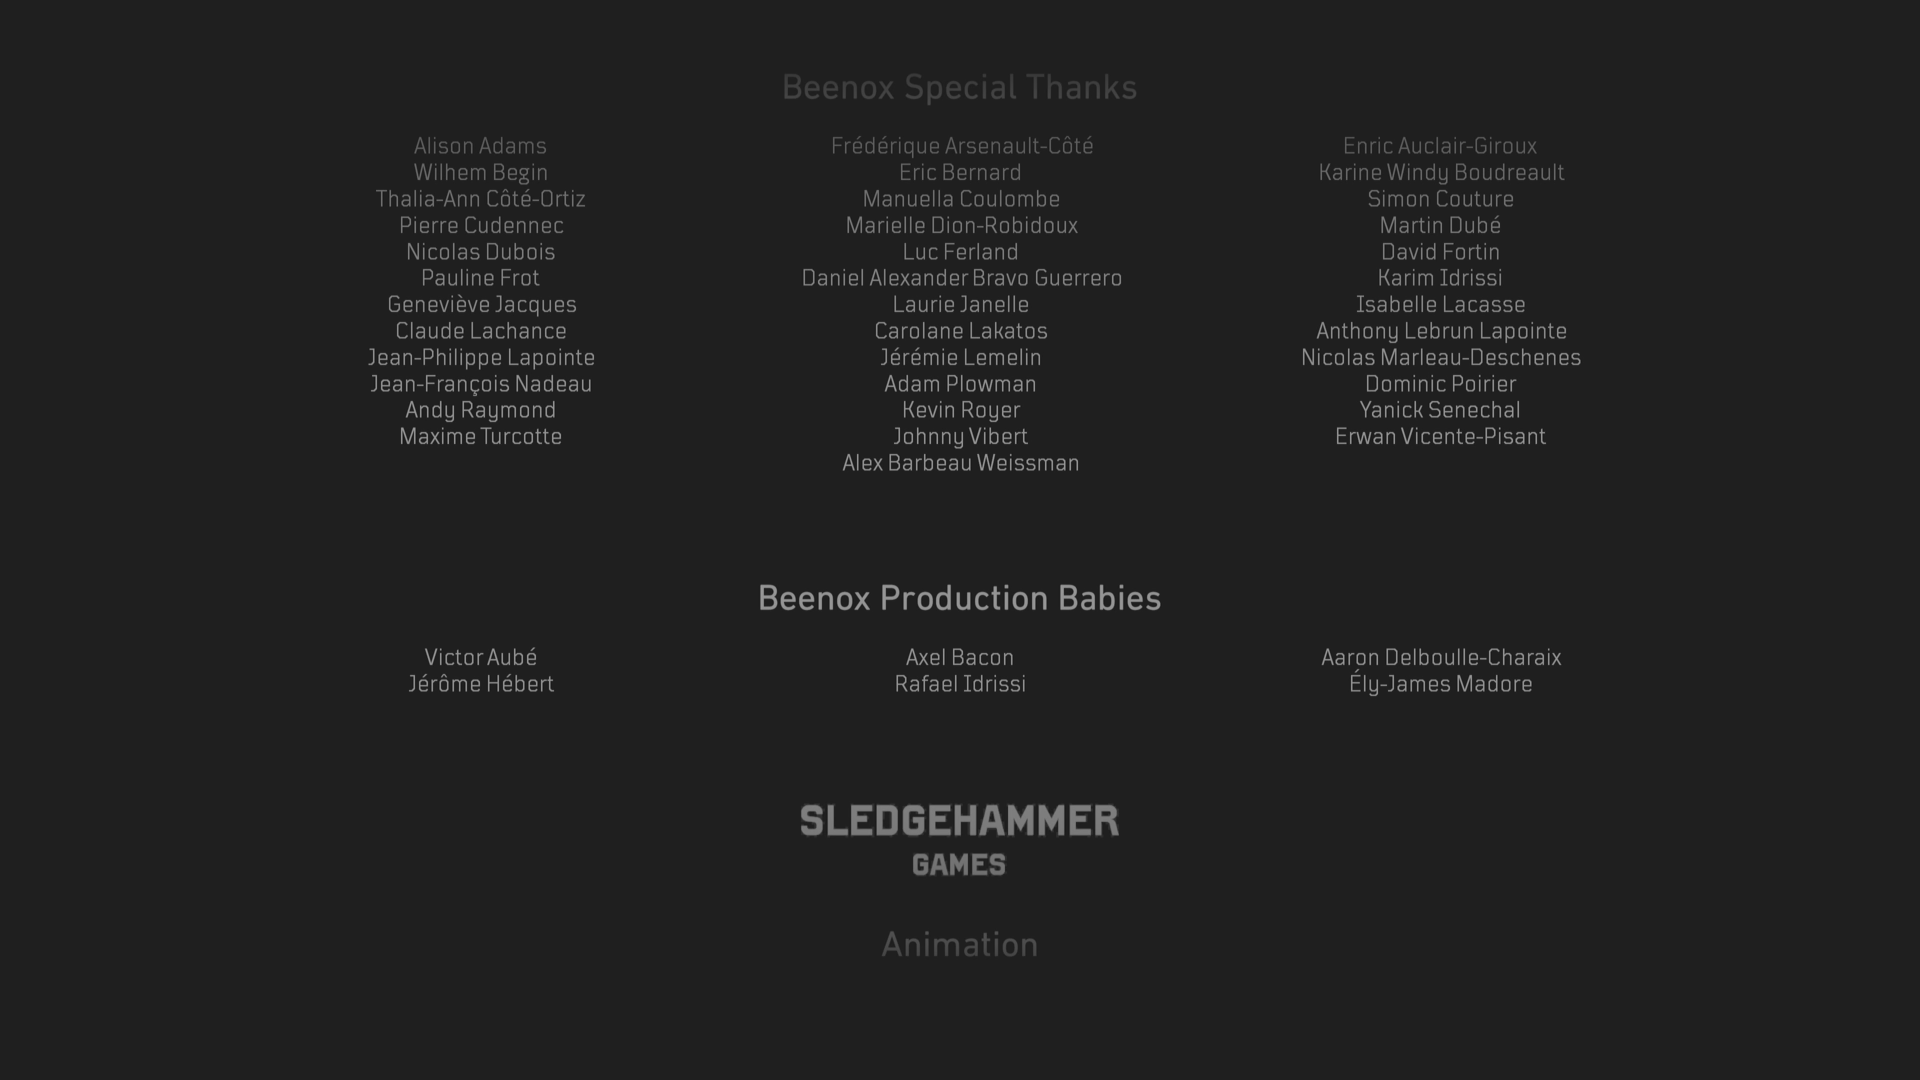 Beenox Special Thanks
Alison Adams Frédérique Arsenault-Côté Enric Auclair-Giroux
Wilhem Begin Eric Bernard Karine Windy Boudreault
Thalia-Ann Côté-Ortiz Manuella Coulombe Simon Couture
Pierre Cudennec Marielle Dion-Robidoux Martin Dubé
Nicolas Dubois Luc Ferland David Fortin
Pauline Frot Daniel Alexander Bravo Guerrero Karim Idrissi
Geneviève Jacques Laurie Janelle Isabelle Lacasse
Claude Lachance Carolane Lakatos Anthony Lebrun Lapointe
Jean-Philippe Lapointe Jérémie Lemelin Nicolas Marleau-Deschenes
Jean-François Nadeau Adam Plowman Dominic Poirier
Andy Raymond Kevin Royer Yanick Senechal
Maxime Turcotte Johnny Vibert Erwan Vicente-Pisant
Alex Barbeau Weissman
Beenox Production Babies
Victor Aubé Axel Bacon Aaron Delboulle-Charaix
Jérôme Hébert Rafael Idrissi Ély-James Madore
SLEDGEHAMMER
GAMES
Animation